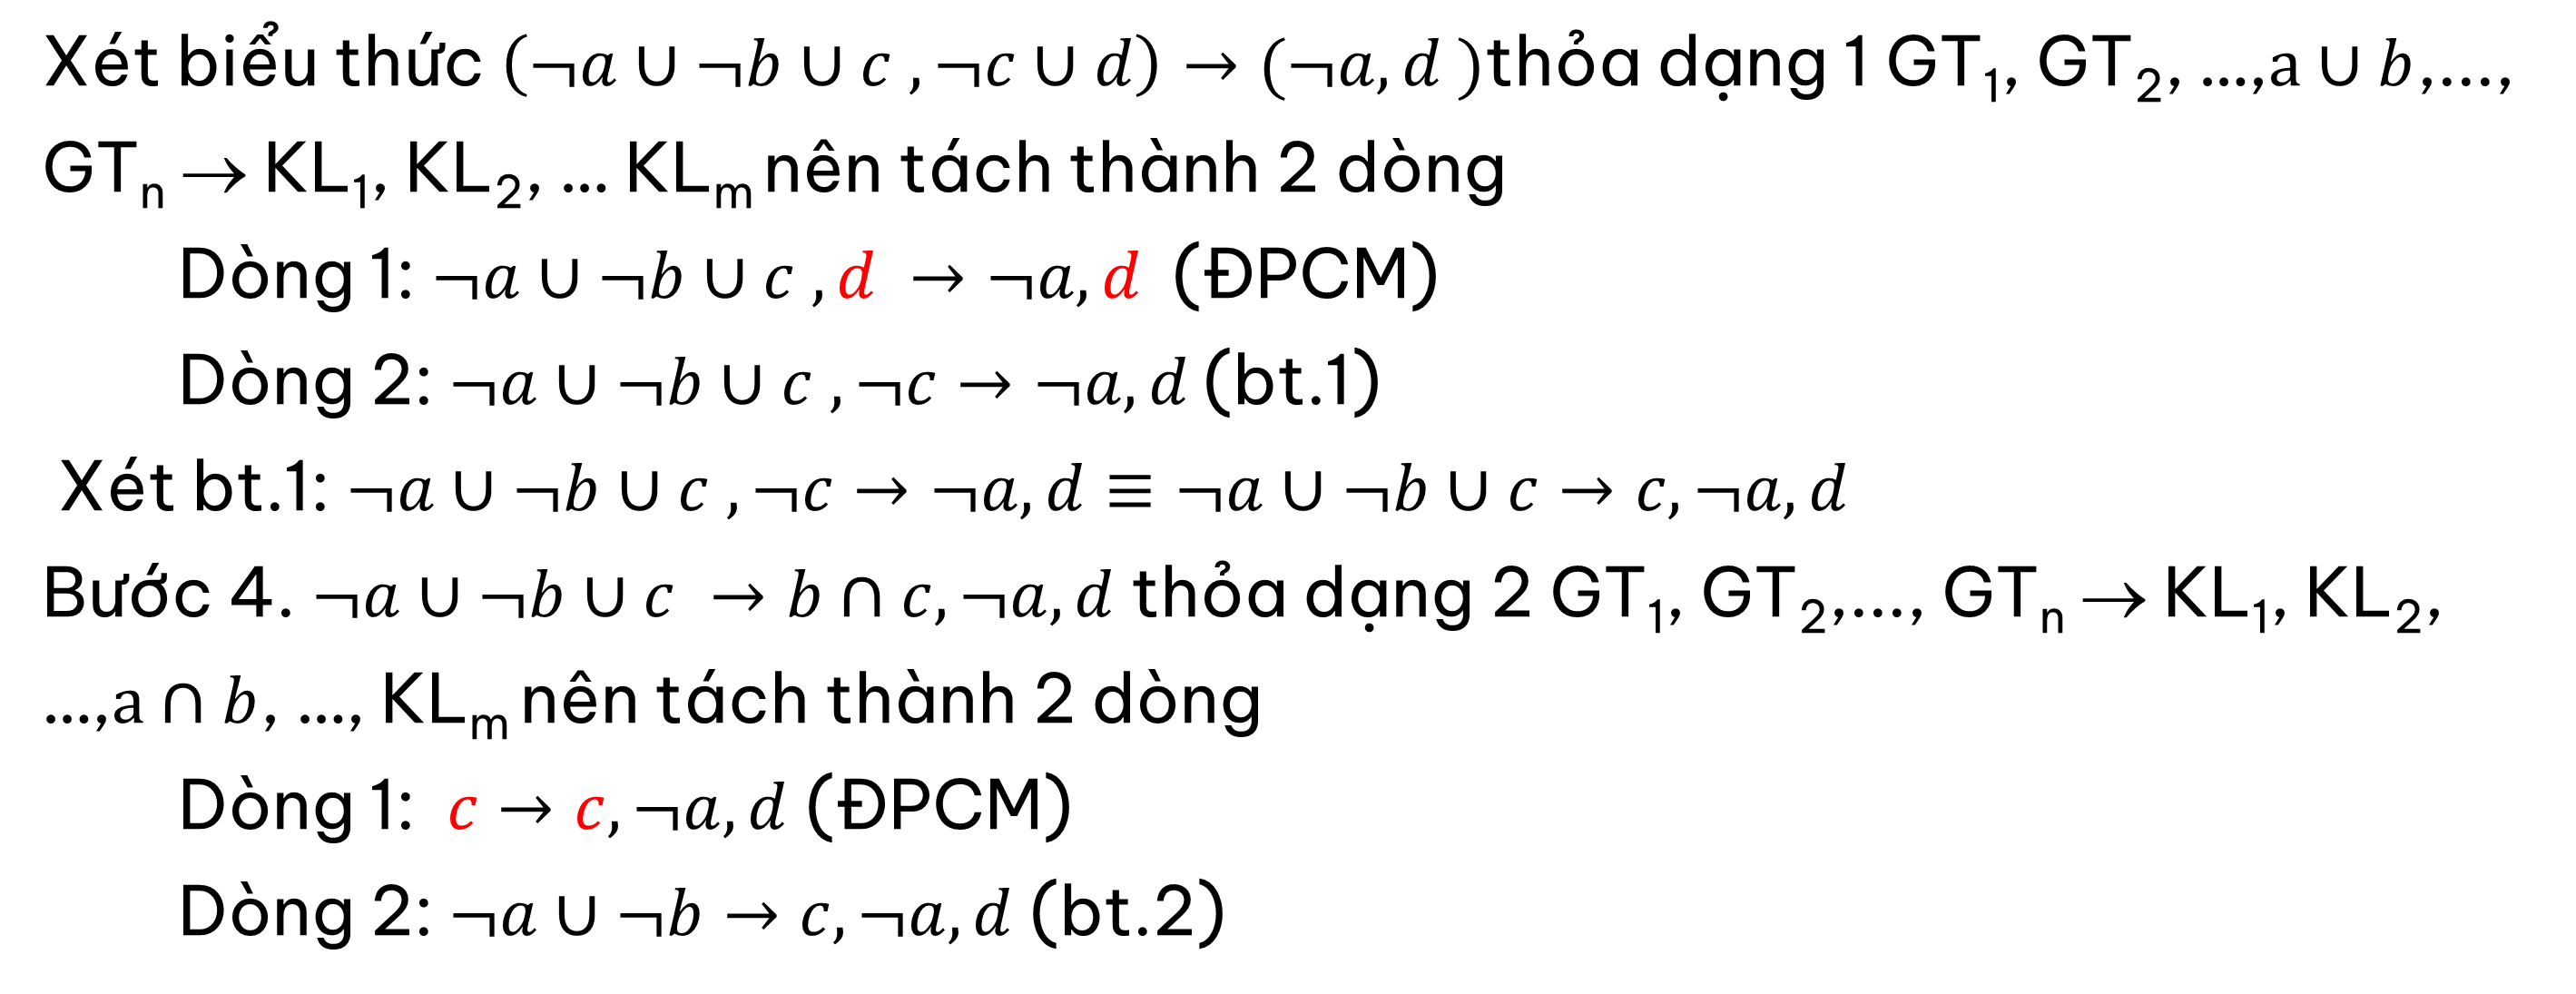 Xét biểu thức (¬a ∪ ¬b ∪ c , ¬c ∪ d) → (¬a, d )thỏa dạng 1 GT₁, GT₂, ...,a ∪ b,...,
GTₙ → KL₁, KL₂, ... KLₘ nên tách thành 2 dòng
Dòng 1: ¬a ∪ ¬b ∪ c , d → ¬a, d (ĐPCM)
Dòng 2: ¬a ∪ ¬b ∪ c , ¬c → ¬a, d (bt.1)
Xét bt.1: ¬a ∪ ¬b ∪ c , ¬c → ¬a, d ≡ ¬a ∪ ¬b ∪ c → c, ¬a, d
Bước 4. ¬a ∪ ¬b ∪ c → b ∩ c, ¬a, d thỏa dạng 2 GT₁, GT₂,..., GTₙ → KL₁, KL₂,
...,a ∩ b, ..., KLₘ nên tách thành 2 dòng
Dòng 1: c → c, ¬a, d (ĐPCM)
Dòng 2: ¬a ∪ ¬b → c, ¬a, d (bt.2)